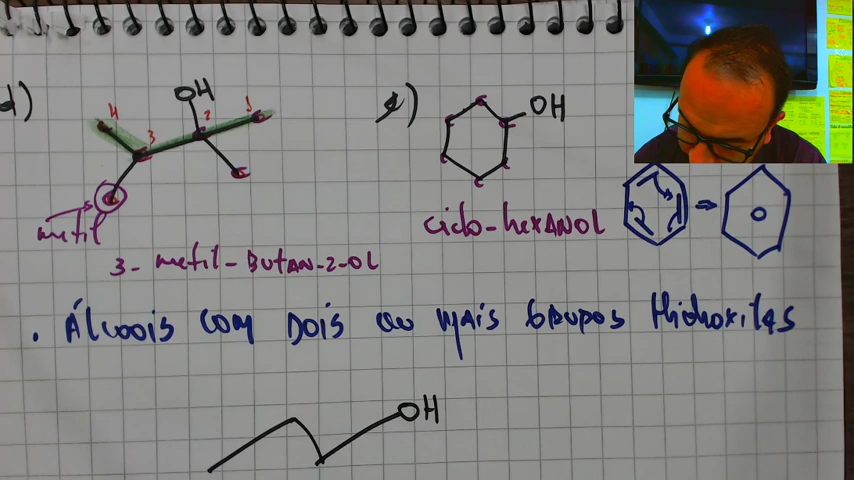 d)
OH
4 3 2 1
metil
3-metil-BUTAN-2-OL
e)
OH
c c c c c c
ciclo-hexANOL
. Álcoois com Dois ou mais Grupos Hidroxilas
OH